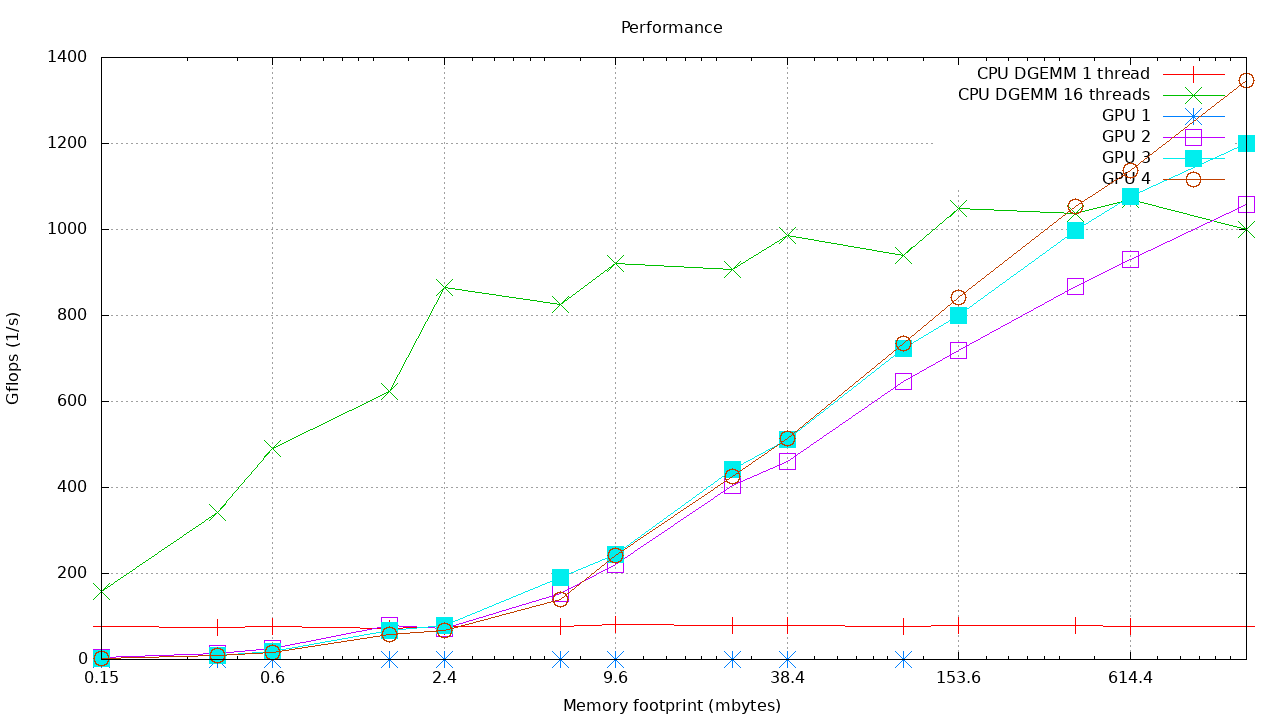 Performance
1400
1200
1000
800
600
400
200
0
Gflops (1/s)
CPU DGEMM 1 thread
CPU DGEMM 16 threads
GPU 1
GPU 2
GPU 3
GPU 4
0.15 0.6 2.4 9.6 38.4 153.6 614.4
Memory footprint (mbytes)